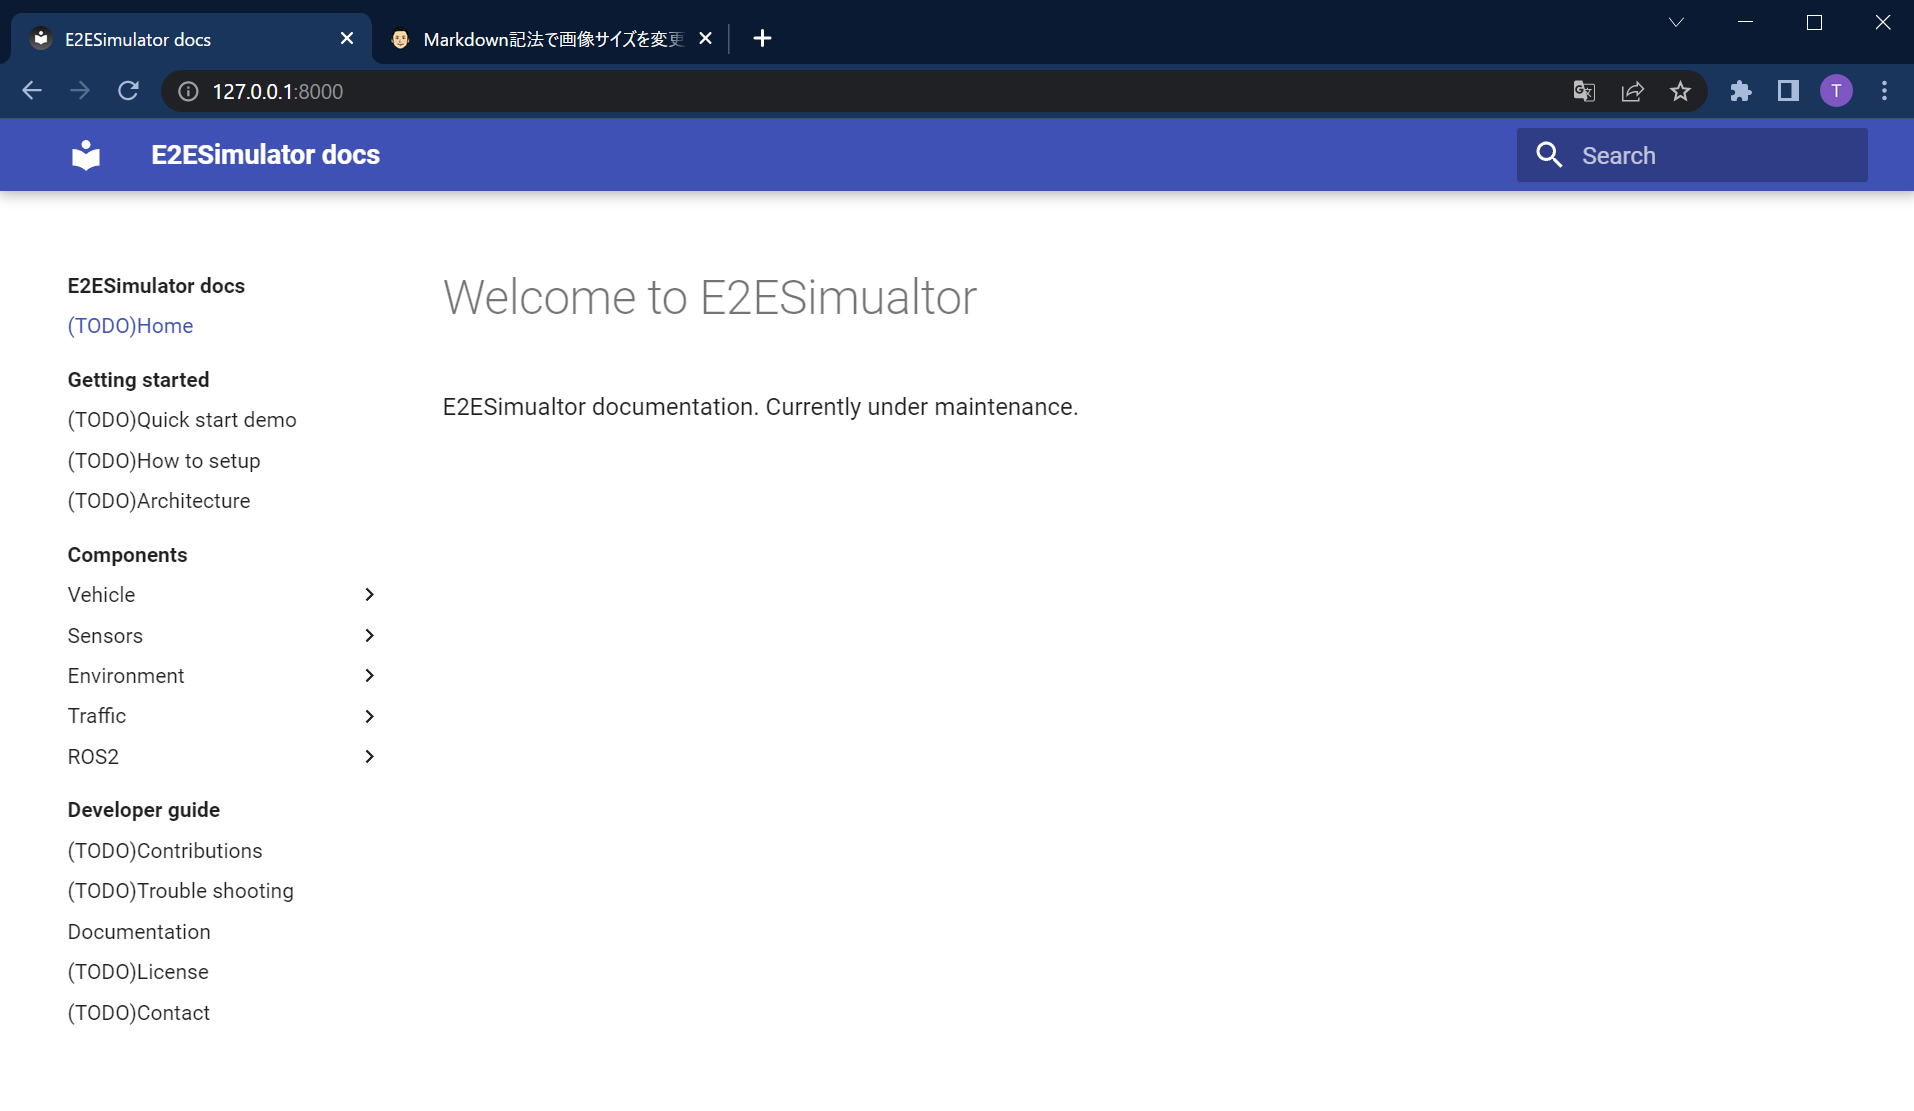 E2ESimulator docs
Markdown記法で画像サイズを変更
127.0.0.1:8000
T
E2ESimulator docs
Search
E2ESimulator docs
(TODO)Home
Getting started
(TODO)Quick start demo
(TODO)How to setup
(TODO)Architecture
Components
Vehicle
Sensors
Environment
Traffic
ROS2
Developer guide
(TODO)Contributions
(TODO)Trouble shooting
Documentation
(TODO)License
(TODO)Contact
Welcome to E2ESimualtor
E2ESimualtor documentation. Currently under maintenance.